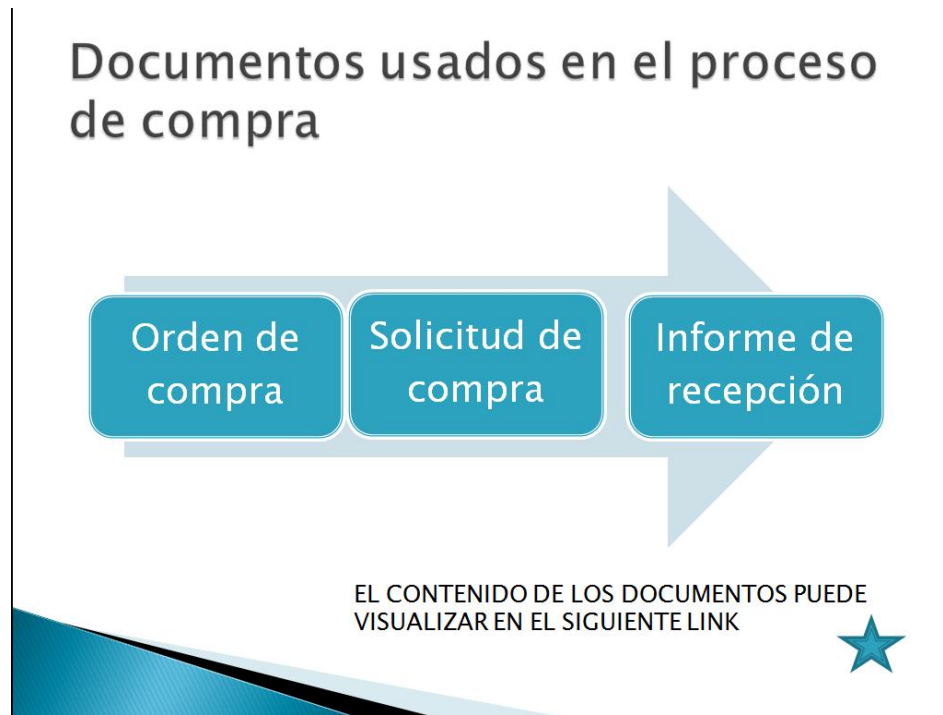 Documentos usados en el proceso
de compra
Orden de
compra
Solicitud de
compra
Informe de
recepción
EL CONTENIDO DE LOS DOCUMENTOS PUEDE
VISUALIZAR EN EL SIGUIENTE LINK